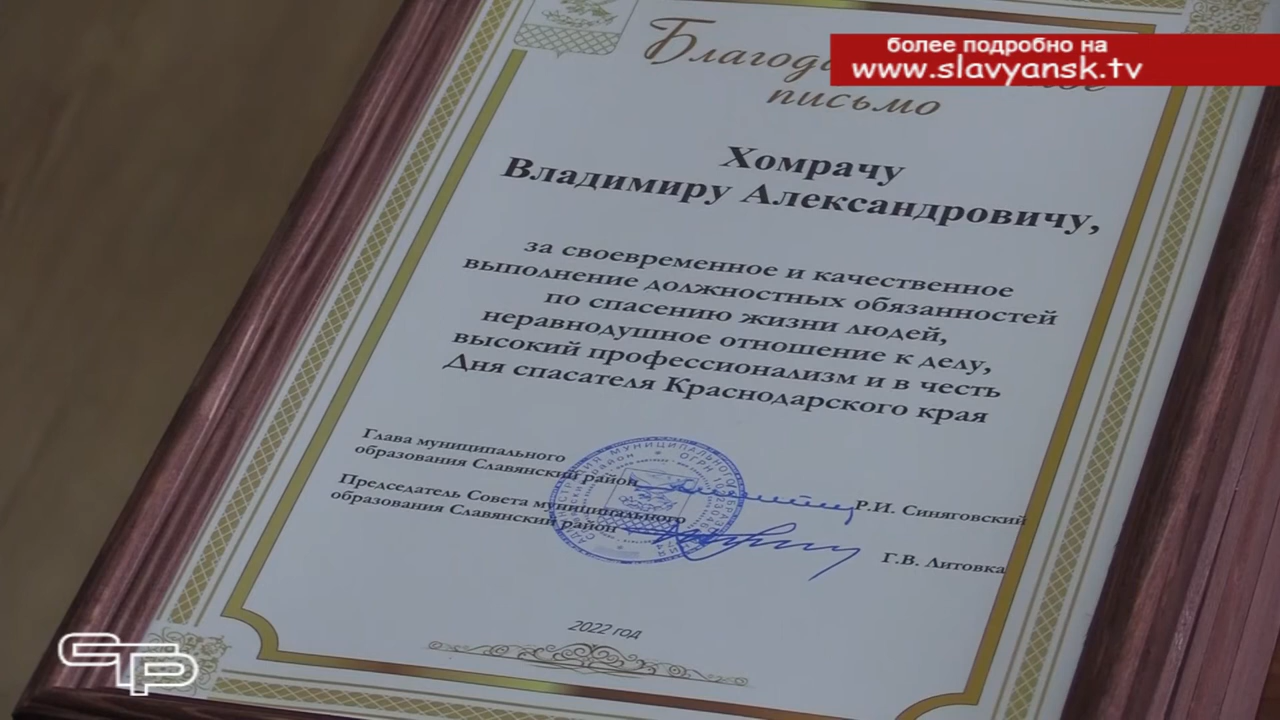 более подробно на
www.slavyansk.tv
письмо
Хомрачу
Владимиру Александровичу,
за своевременное и качественное
выполнение должностных обязанностей
по спасению жизни людей,
неравнодушное отношение к делу,
высокий профессионализм и в честь
Дня спасателя Краснодарского края
Глава муниципального
образования Славянский район
Р.И. Синяговский
Председатель Совета муниципального
образования Славянский район
Г.В. Литовка
2022 год
СТР